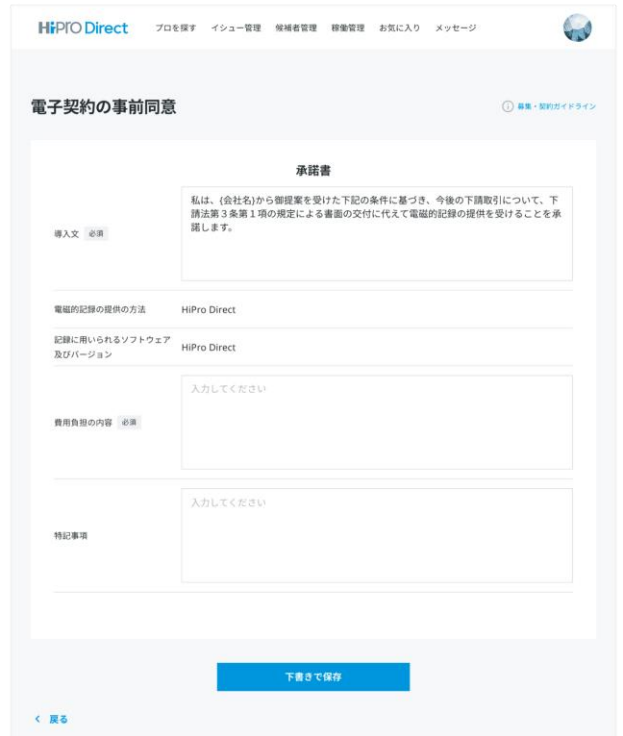 HiPRO Direct プロを探す イシュー管理 候補者管理 稼働管理 お気に入り メッセージ
電子契約の事前同意
募集・契約ガイドライン
承諾書
導入文 必須
私は、{会社名}から御提案を受けた下記の条件に基づき、今後の下請取引について、下
請法第３条第１項の規定による書面の交付に代えて電磁的記録の提供を受けることを承
諾します。
電磁的記録の提供の方法 HiPro Direct
記録に用いられるソフトウェア
及びバージョン
HiPro Direct
費用負担の内容 必須
入力してください
特記事項
入力してください
下書きで保存
戻る